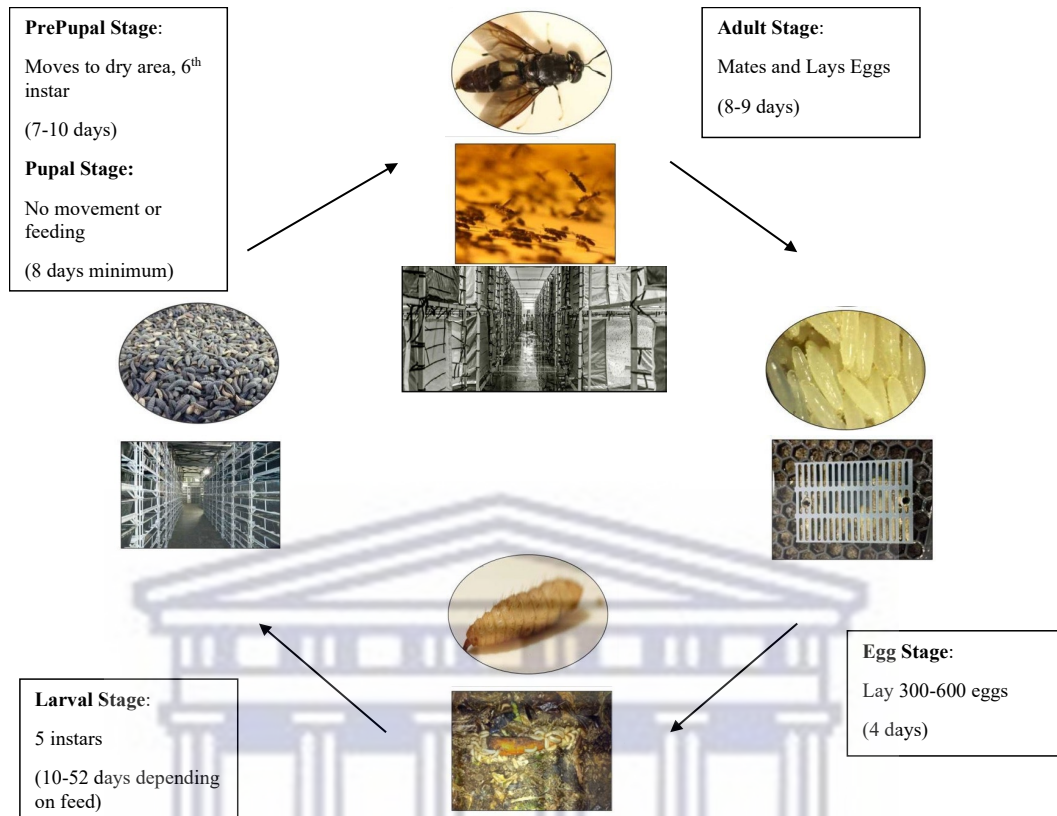 PrePupal Stage:
Moves to dry area, 6th
instar
(7-10 days)
Pupal Stage:
No movement or
feeding
(8 days minimum)
Adult Stage:
Mates and Lays Eggs
(8-9 days)
Egg Stage:
Lay 300-600 eggs
(4 days)
Larval Stage:
5 instars
(10-52 days depending
on feed)